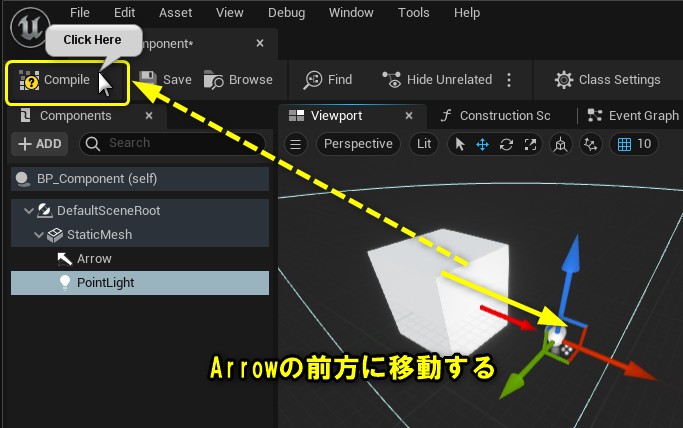 File Edit Asset View Debug Window Tools Help
Click Here
ponent*
Compile Save Browse Find Hide Unrelated Class Settings
Components Viewport Construction Sc Event Graph
+ ADD Search Perspective Lit 10
BP_Component (self)
DefaultSceneRoot
StaticMesh
Arrow
PointLight
Arrowの前方に移動する